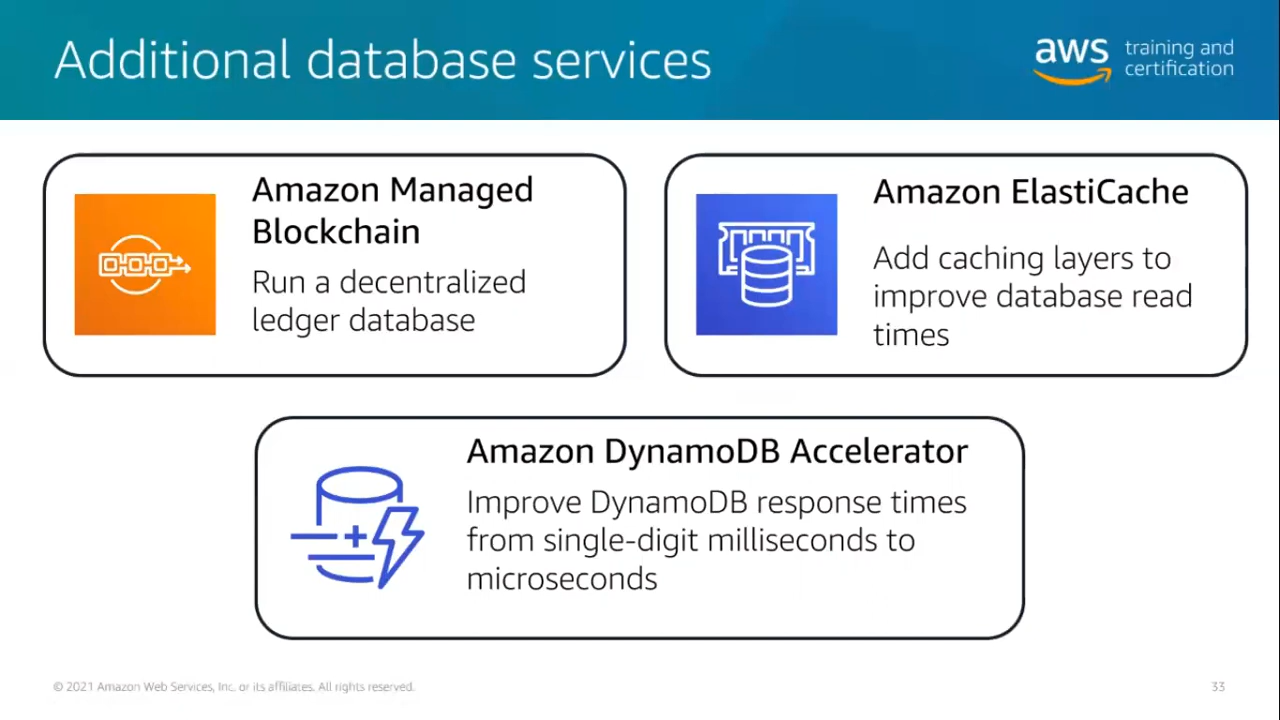 Additional database services
aws training and
certification
Amazon Managed
Blockchain
Run a decentralized
ledger database
Amazon ElastiCache
Add caching layers to
improve database read
times
Amazon DynamoDB Accelerator
Improve DynamoDB response times
from single-digit milliseconds to
microseconds
© 2021 Amazon Web Services, Inc. or its affiliates. All rights reserved.
33